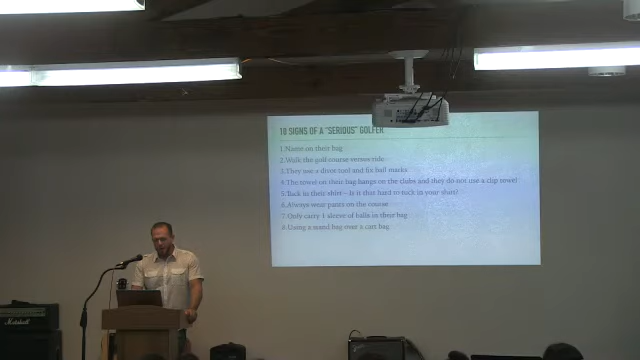 18 SIGNS OF A "SERIOUS" GOLFER
1. Name on their bag
2. Walk the golf course versus ride
3. They use a divot tool and fix ball marks
4. The towel on their bag hangs on the clubs and they do not use a clip towel
5. Tuck in their shirt – Is it that hard to tuck in your shirt?
6. Always wear pants on the course
7. Only carry 1 sleeve of balls in their bag
8. Using a stand bag over a cart bag
Marshall